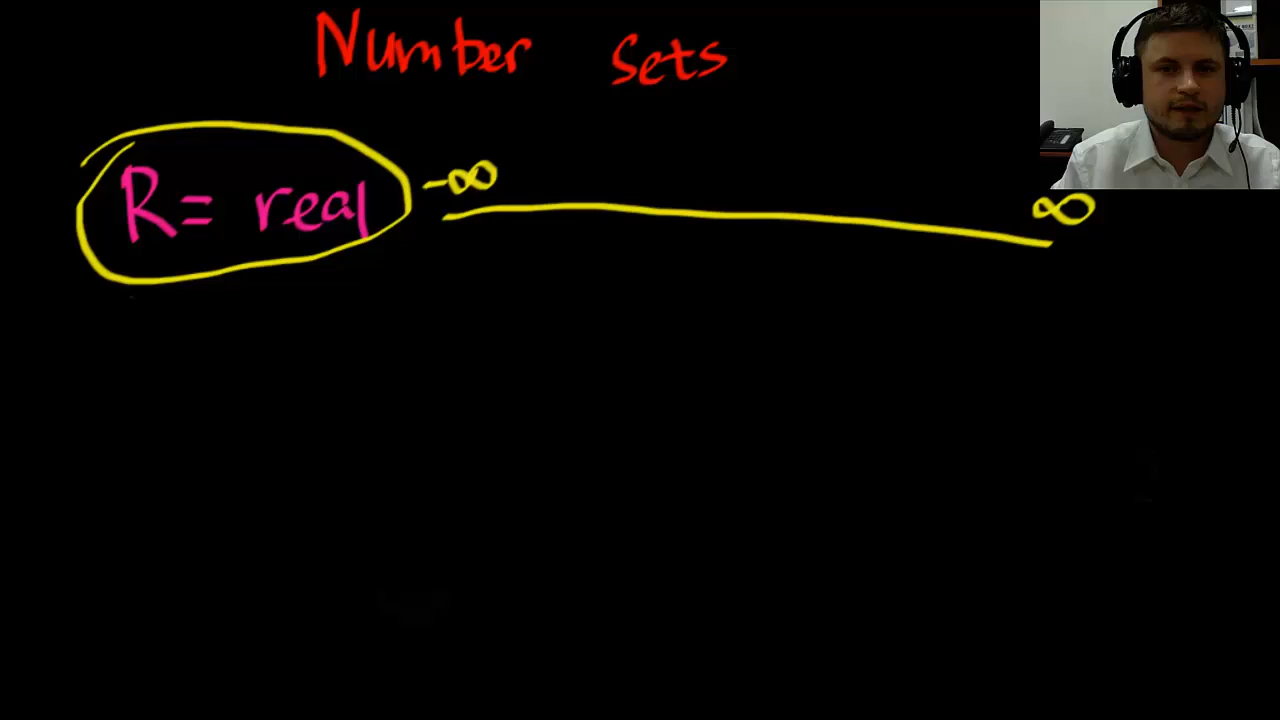 Number sets
R = real -∞ ∞